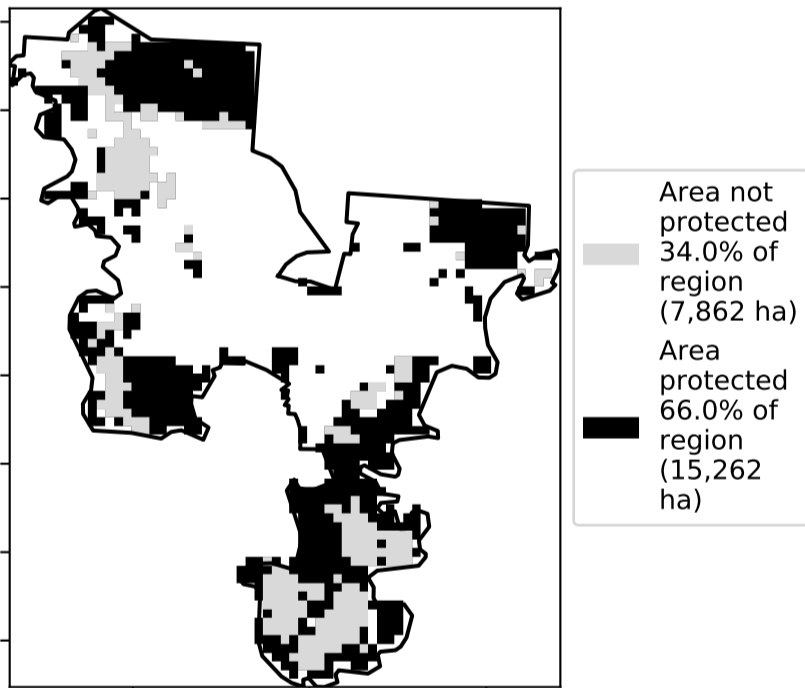 Area not
protected
34.0% of
region
(7,862 ha)
Area
protected
66.0% of
region
(15,262
ha)